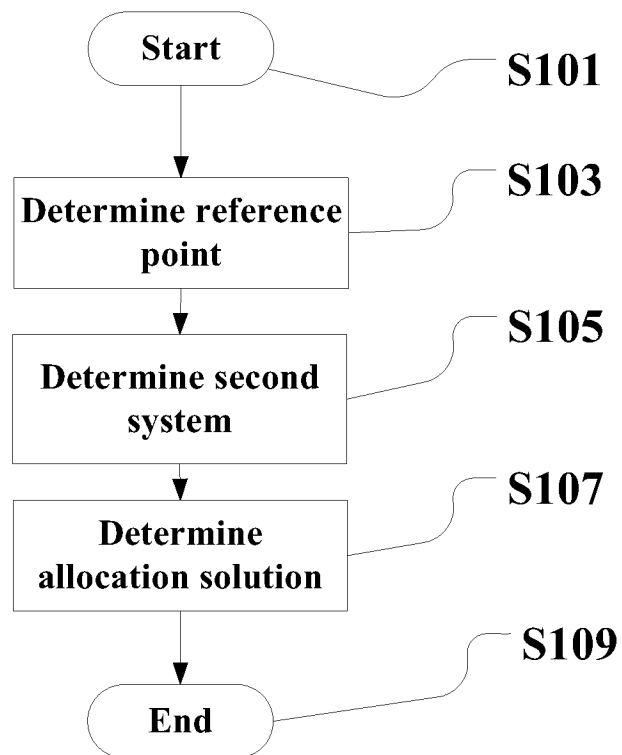 Start
S101
Determine reference
point
S103
Determine second
system
S105
Determine
allocation solution
S107
End
S109